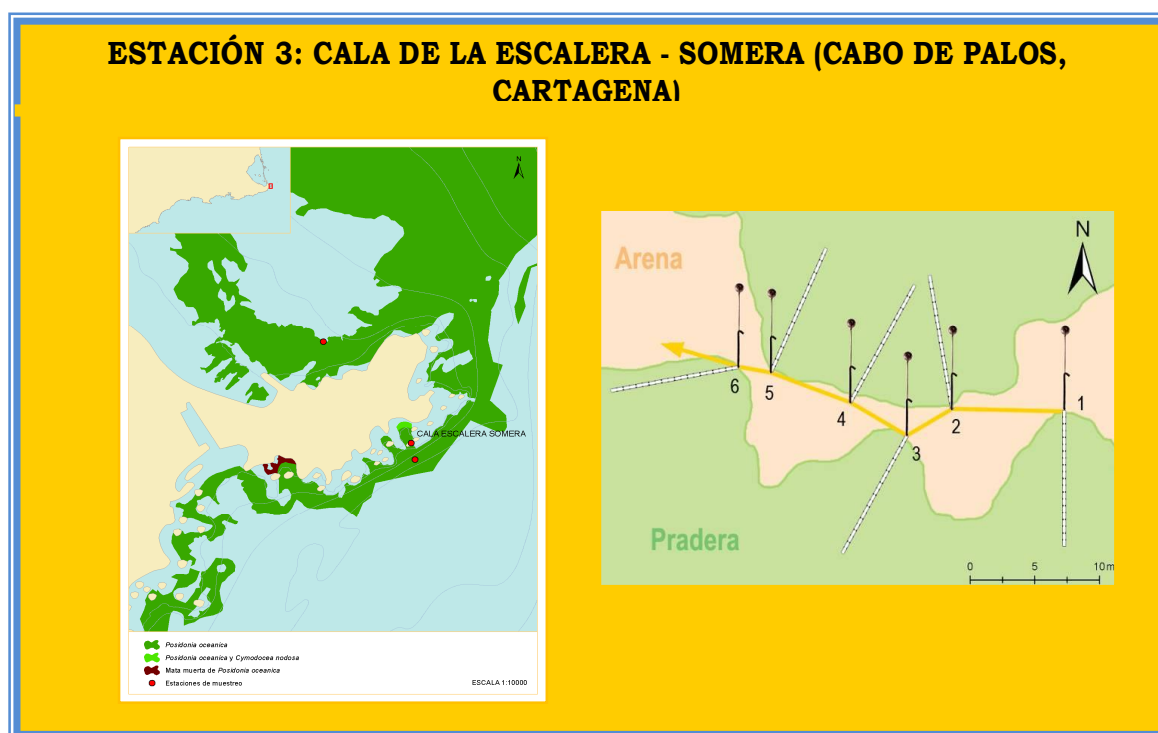 ESTACIÓN 3: CALA DE LA ESCALERA - SOMERA (CABO DE PALOS,
CARTAGENA)
N
CALA ESCALERA SOMERA
Posidonia oceanica
Posidonia oceanica y Cymodocea nodosa
Mata muerta de Posidonia oceanica
Estaciones de muestreo
ESCALA 1:10000
N
Arena
6
5
4
3
2
1
Pradera
0 5 10 m